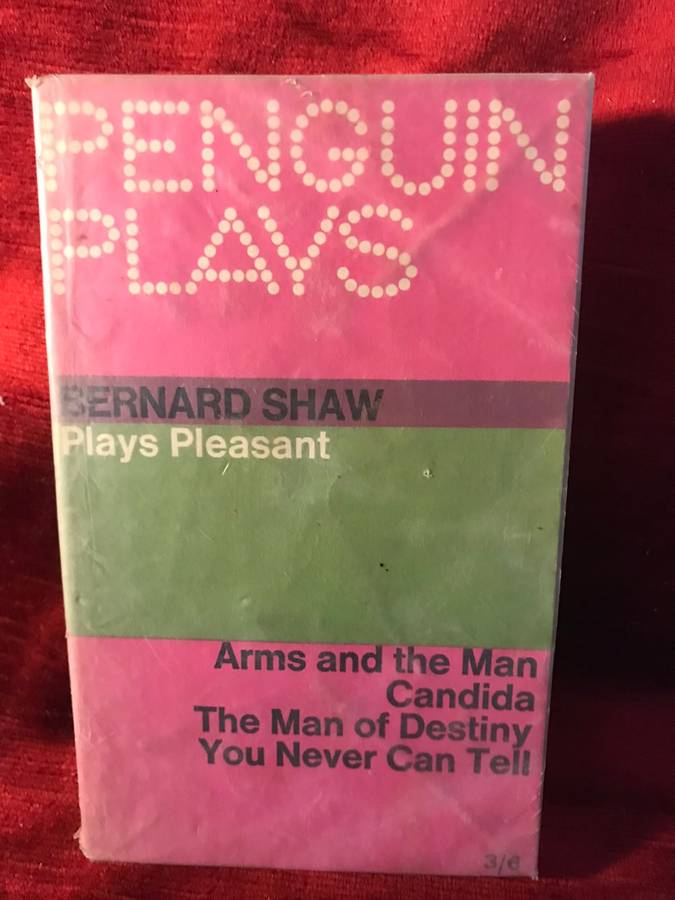 PENGUIN
PLAYS
BERNARD SHAW
Plays Pleasant
Arms and the Man
Candida
The Man of Destiny
You Never Can Tell
3/6